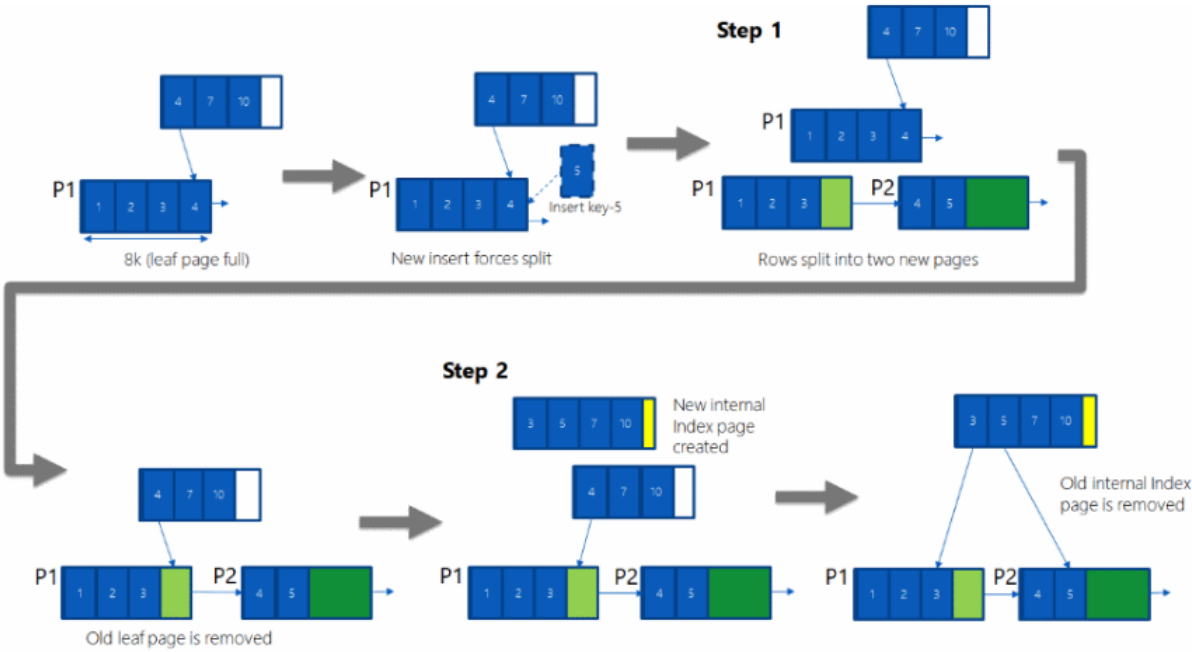 4 7 10
P1
1 2 3 4
8k (leaf page full)
4 7 10
P1
1 2 3 4
5
Insert key-5
New insert forces split
Step 1
4 7 10
P1
1 2 3 4
P1
1 2 3
P2
4 5
Rows split into two new pages
4 7 10
P1
1 2 3
P2
4 5
Old leaf page is removed
Step 2
3 5 7 10
New internal
Index page
created
4 7 10
P1
1 2 3
P2
4 5
3 5 7 10
Old internal Index
page is removed
P1
1 2 3
P2
4 5